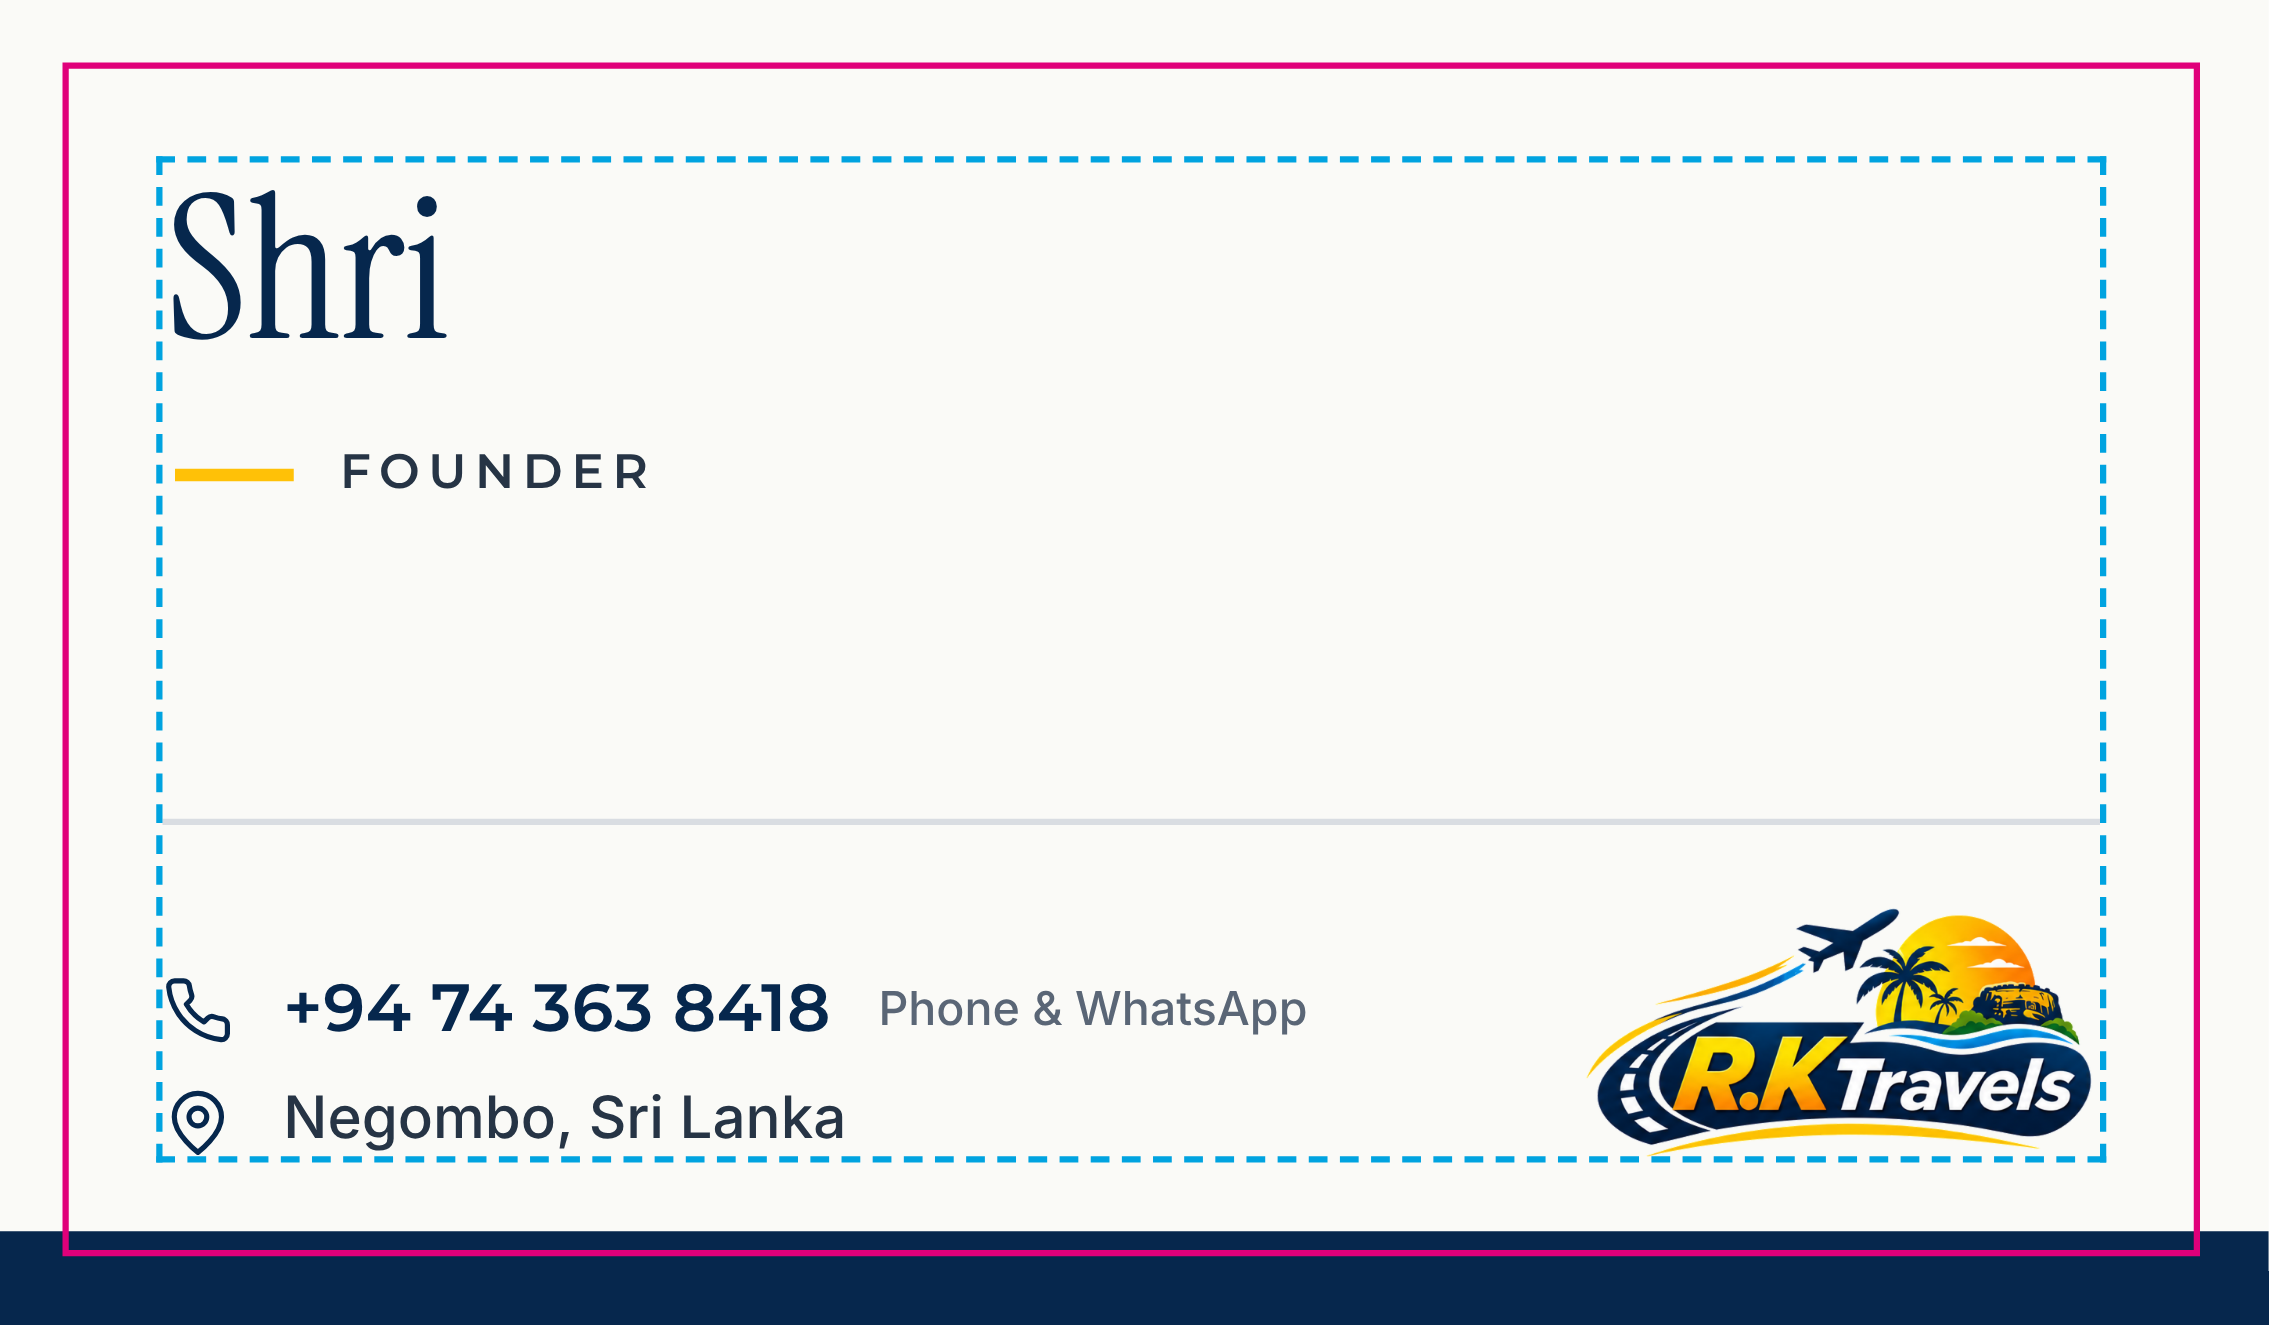 Shri
FOUNDER
+94 74 363 8418 Phone & WhatsApp
Negombo, Sri Lanka
R.K Travels